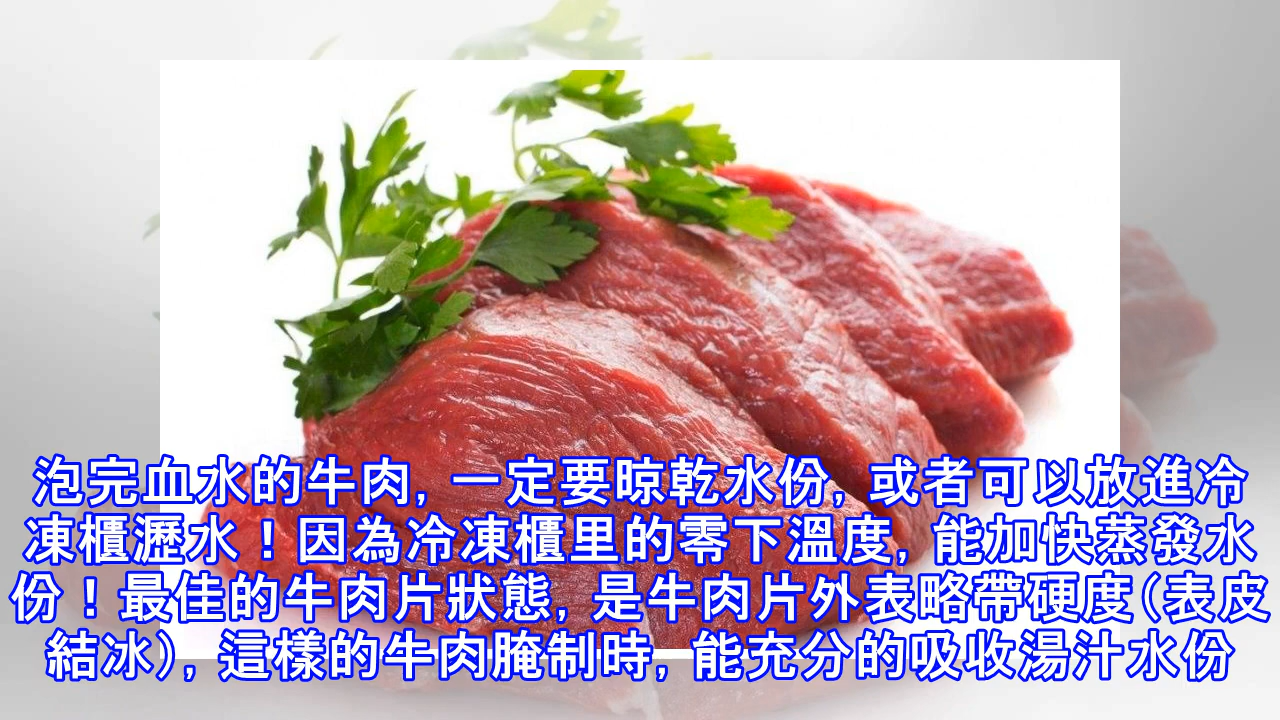 泡完血水的牛肉, 一定要晾乾水份, 或者可以放進冷
凍櫃瀝水！因為冷凍櫃里的零下溫度, 能加快蒸發水
份！最佳的牛肉片狀態, 是牛肉片外表略帶硬度(表皮
結冰), 這樣的牛肉腌制時, 能充分的吸收湯汁水份